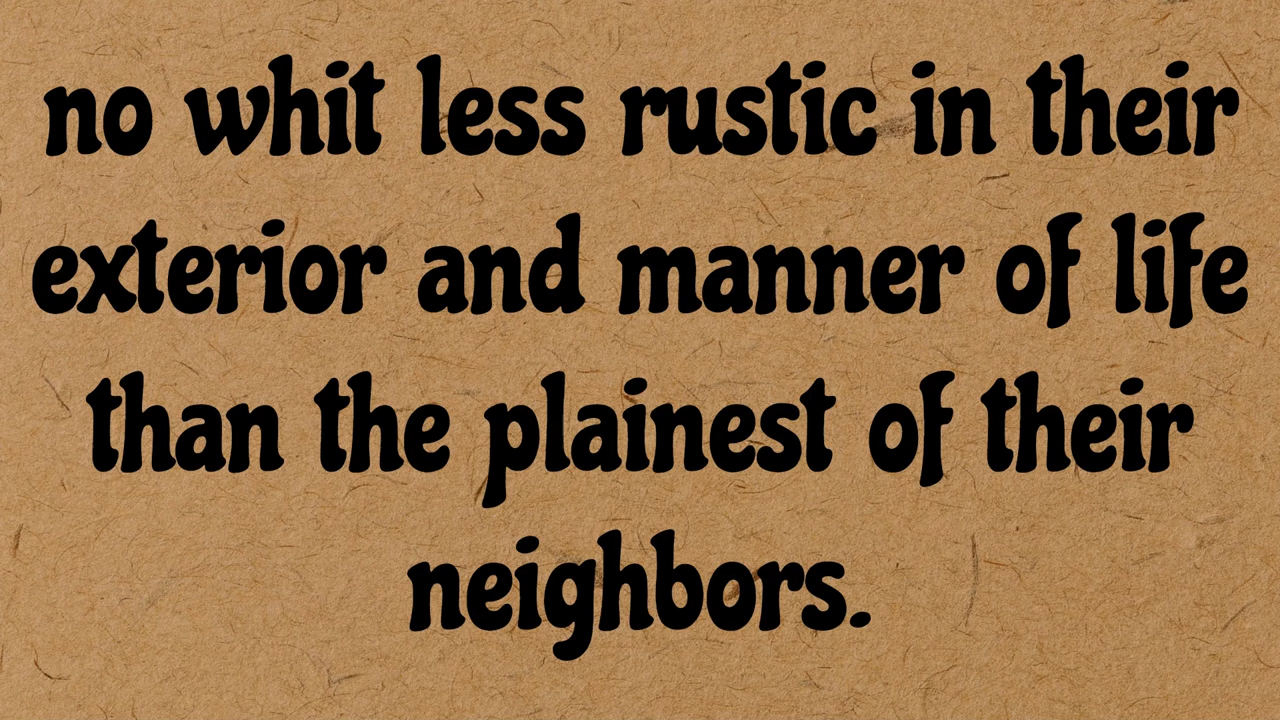 no whit less rustic in their
exterior and manner of life
than the plainest of their
neighbors.